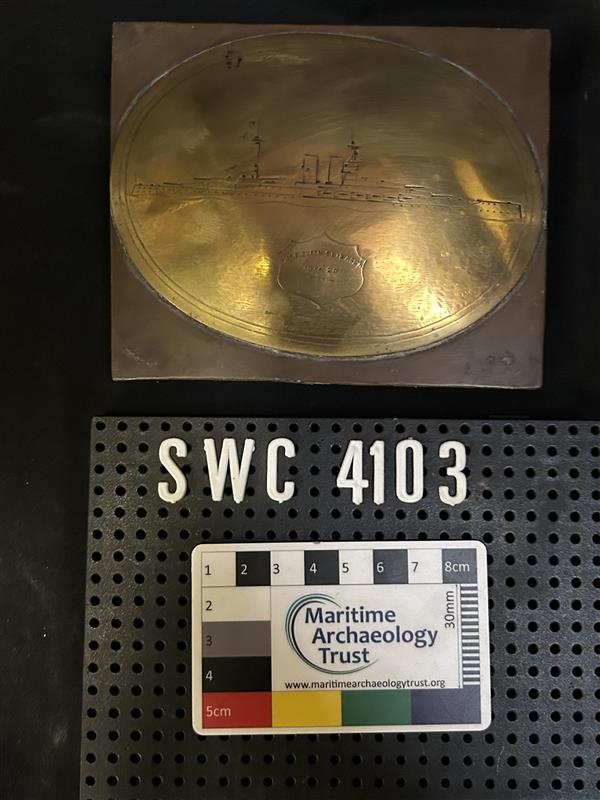 SWC 4103
1 2 3 4 5 6 7 8cm
2
3
4
5cm
30mm
Maritime
Archaeology
Trust
www.maritimearchaeologytrust.org